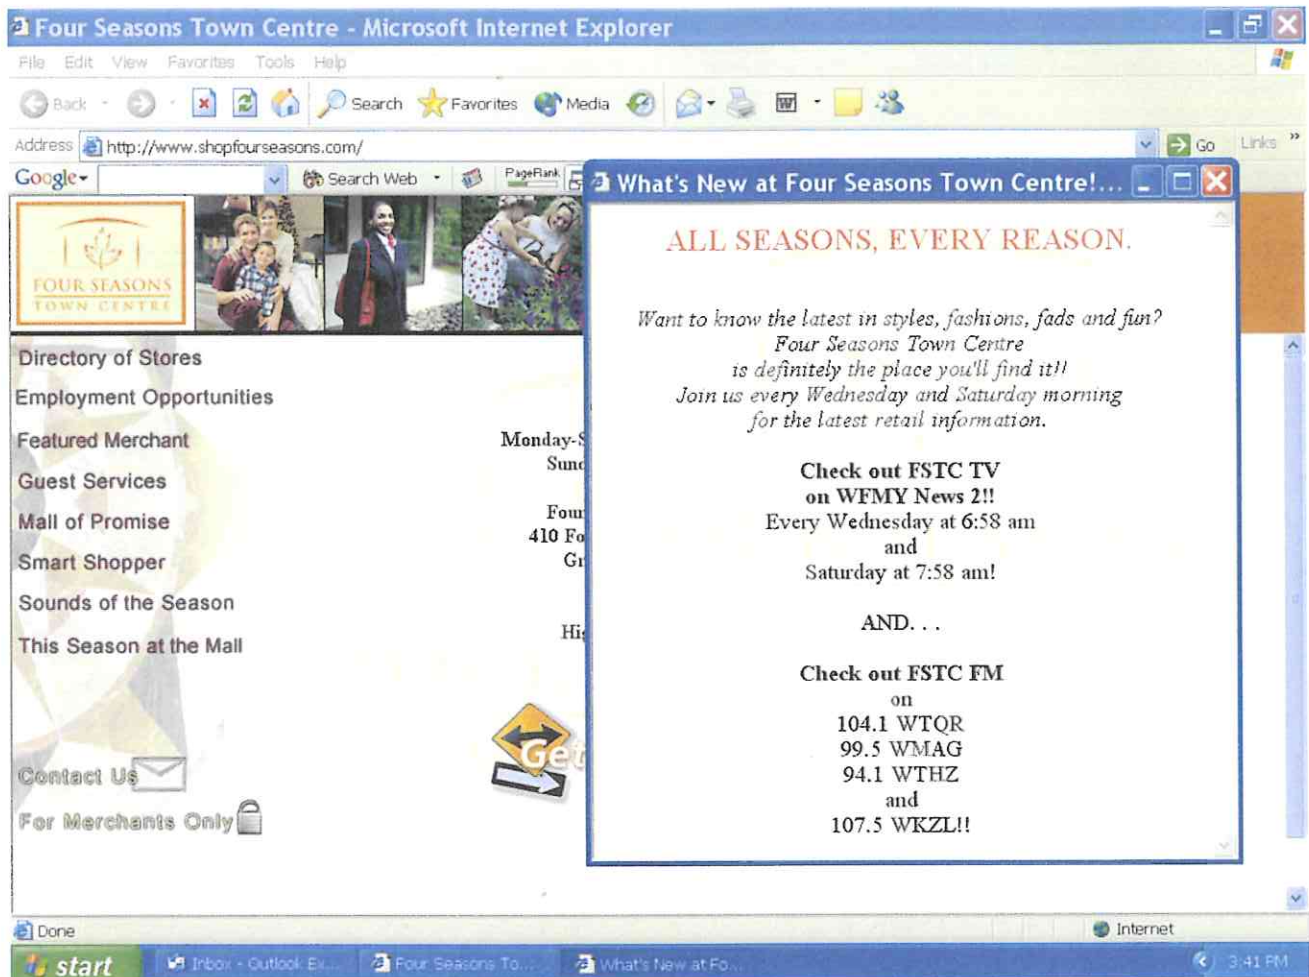 Four Seasons Town Centre - Microsoft Internet Explorer
File Edit View Favorites Tools Help
Back Search Favorites Media
Address http://www.shopfourseasons.com/ Go Links »
Google Search Web PageRank
What's New at Four Seasons Town Centre!...
FOUR SEASONS
TOWN CENTRE
Directory of Stores
Employment Opportunities
Featured Merchant
Guest Services
Mall of Promise
Smart Shopper
Sounds of the Season
This Season at the Mall
Contact Us
For Merchants Only
Monday-S
Sund
Four
410 Fo
Gr
Hig
Get
ALL SEASONS, EVERY REASON.
Want to know the latest in styles, fashions, fads and fun?
Four Seasons Town Centre
is definitely the place you'll find it!!
Join us every Wednesday and Saturday morning
for the latest retail information.
Check out FSTC TV
on WFMY News 2!!
Every Wednesday at 6:58 am
and
Saturday at 7:58 am!
AND. . .
Check out FSTC FM
on
104.1 WTQR
99.5 WMAG
94.1 WTHZ
and
107.5 WKZL!!
Done Internet
start Inbox - Outlook Ex... Four Seasons To... What's New at Fo... 3:41 PM